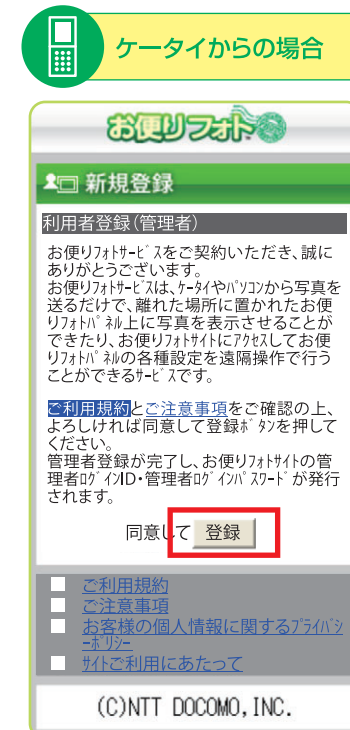 ケータイからの場合
お便りフォト
新規登録
利用者登録(管理者)
お便りフォトサービスをご契約いただき、誠に
ありがとうございます。
お便りフォトサービスは、ケータイやパソコンから写真を
送るだけで、離れた場所に置かれたお便
りフォトパネル上に写真を表示させることが
できたり、お便りフォトサイトにアクセスしてお便
りフォトパネルの各種設定を遠隔操作で行う
ことができるサービスです。
ご利用規約とご注意事項をご確認の上、
よろしければ同意して登録ボタンを押して
ください。
管理者登録が完了し、お便りフォトサイトの管
理者ログインID・管理者ログインパスワードが発行
されます。
同意して 登録
ご利用規約
ご注意事項
お客様の個人情報に関するプライバシ
ーポリシー
サイトご利用にあたって
(C)NTT DOCOMO, INC.